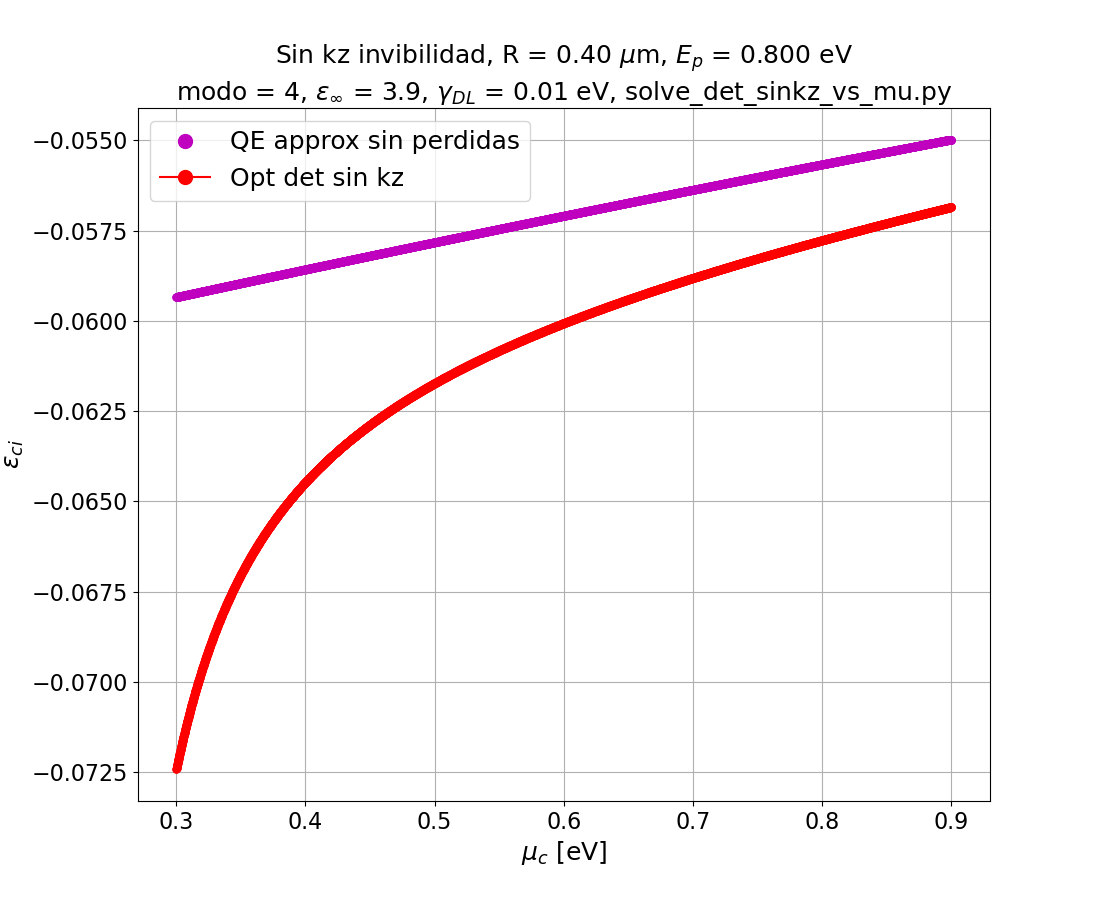 Sin kz invibilidad, R = 0.40 μm, E_p = 0.800 eV
modo = 4, ε_∞ = 3.9, γ_DL = 0.01 eV, solve_det_sinkz_vs_mu.py
QE approx sin perdidas
Opt det sin kz
−0.0550
−0.0575
−0.0600
−0.0625
−0.0650
−0.0675
−0.0700
−0.0725
ε_ci
0.3 0.4 0.5 0.6 0.7 0.8 0.9
μ_c [eV]